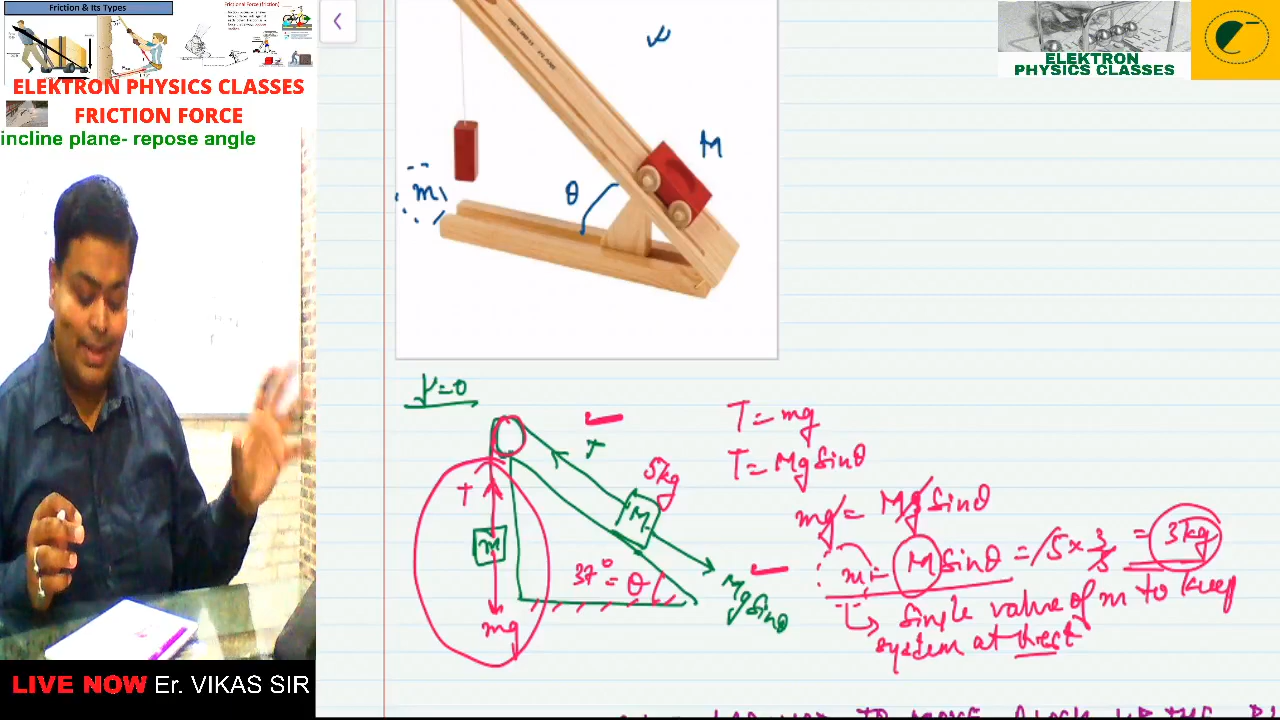 Friction & Its Types
Frictional Force
ELEKTRON PHYSICS CLASSES
FRICTION FORCE
incline plane- repose angle
ELEKTRON
PHYSICS CLASSES
μ
M
θ
m
μ=0
T = mg
T = Mg Sinθ
mg = Mg Sinθ
∴ m = M Sinθ = 5 × 3/5 = 3kg
single value of m to keep
system at rest
T
T
5kg
M
m
37° = θ
Mg Sinθ
mg
LIVE NOW Er. VIKAS SIR